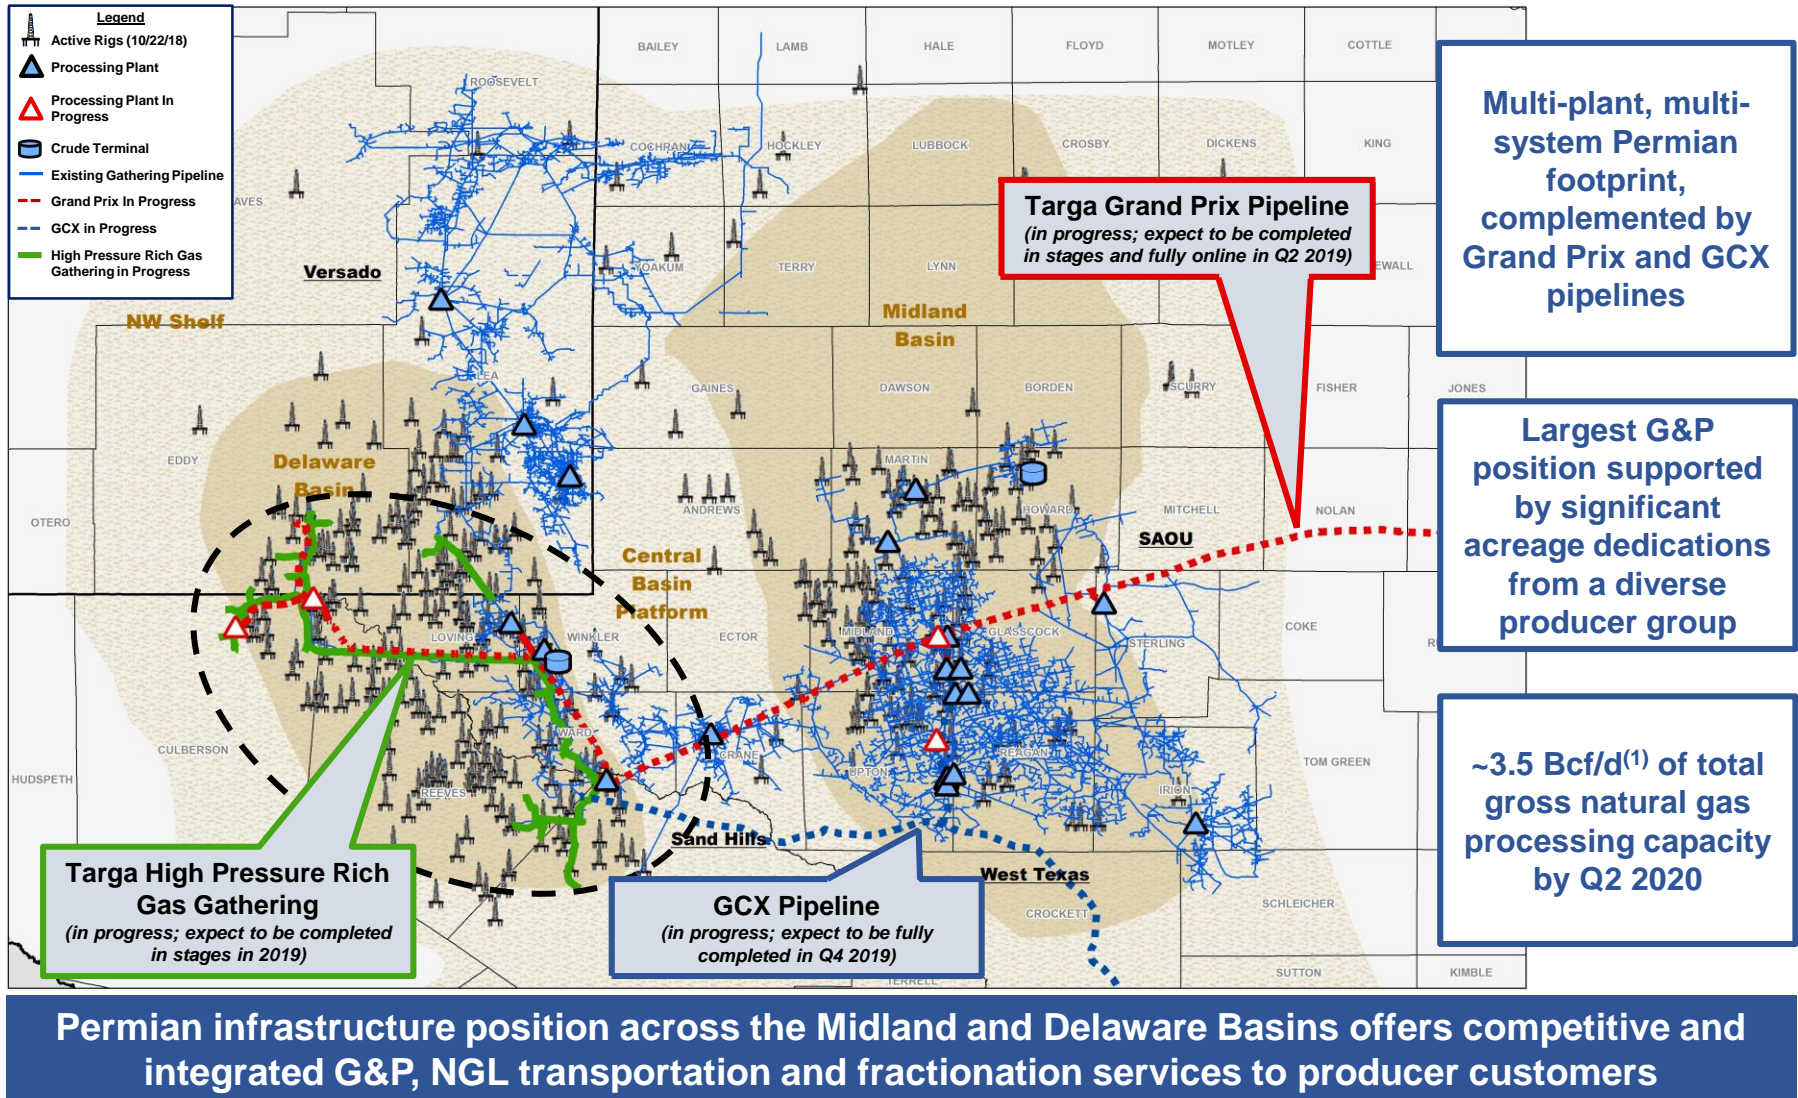 Legend
Active Rigs (10/22/18)
Processing Plant
Processing Plant In
Progress
Crude Terminal
Existing Gathering Pipeline
Grand Prix In Progress
GCX in Progress
High Pressure Rich Gas
Gathering in Progress
BAILEY
LAMB
HALE
FLOYD
MOTLEY
COTTLE
ROOSEVELT
COCHRAN
HOCKLEY
LUBBOCK
CROSBY
DICKENS
KING
AVES
Versado
YOAKUM
TERRY
LYNN
EWALL
NW Shelf
Midland
Basin
LEA
GAINES
DAWSON
BORDEN
SCURRY
FISHER
JONES
EDDY
Delaware
Basin
MARTIN
OTERO
ANDREWS
HOWARD
MITCHELL
NOLAN
SAOU
Central
Basin
Platform
LOVING
WINKLER
ECTOR
MIDLAND
GLASSCOCK
STERLING
COKE
R
CULBERSON
WARD
CRANE
UPTON
REAGAN
TOM GREEN
HUDSPETH
REEVES
IRION
Sand Hills
West Texas
CROCKETT
SCHLEICHER
TERRELL
SUTTON
KIMBLE
Targa Grand Prix Pipeline
(in progress; expect to be completed
in stages and fully online in Q2 2019)
Targa High Pressure Rich
Gas Gathering
(in progress; expect to be completed
in stages in 2019)
GCX Pipeline
(in progress; expect to be fully
completed in Q4 2019)
Multi-plant, multi-
system Permian
footprint,
complemented by
Grand Prix and GCX
pipelines
Largest G&P
position supported
by significant
acreage dedications
from a diverse
producer group
~3.5 Bcf/d(1) of total
gross natural gas
processing capacity
by Q2 2020
Permian infrastructure position across the Midland and Delaware Basins offers competitive and
integrated G&P, NGL transportation and fractionation services to producer customers